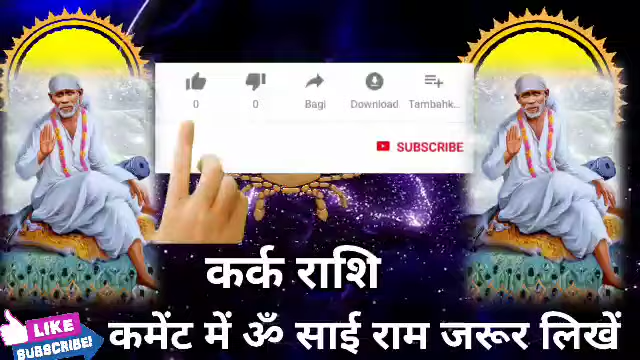 0 0 Bagi Download Tambahk...
SUBSCRIBE
कर्क राशि
LIKE
SUBSCRIBE!
कमेंट में ॐ साई राम जरूर लिखें